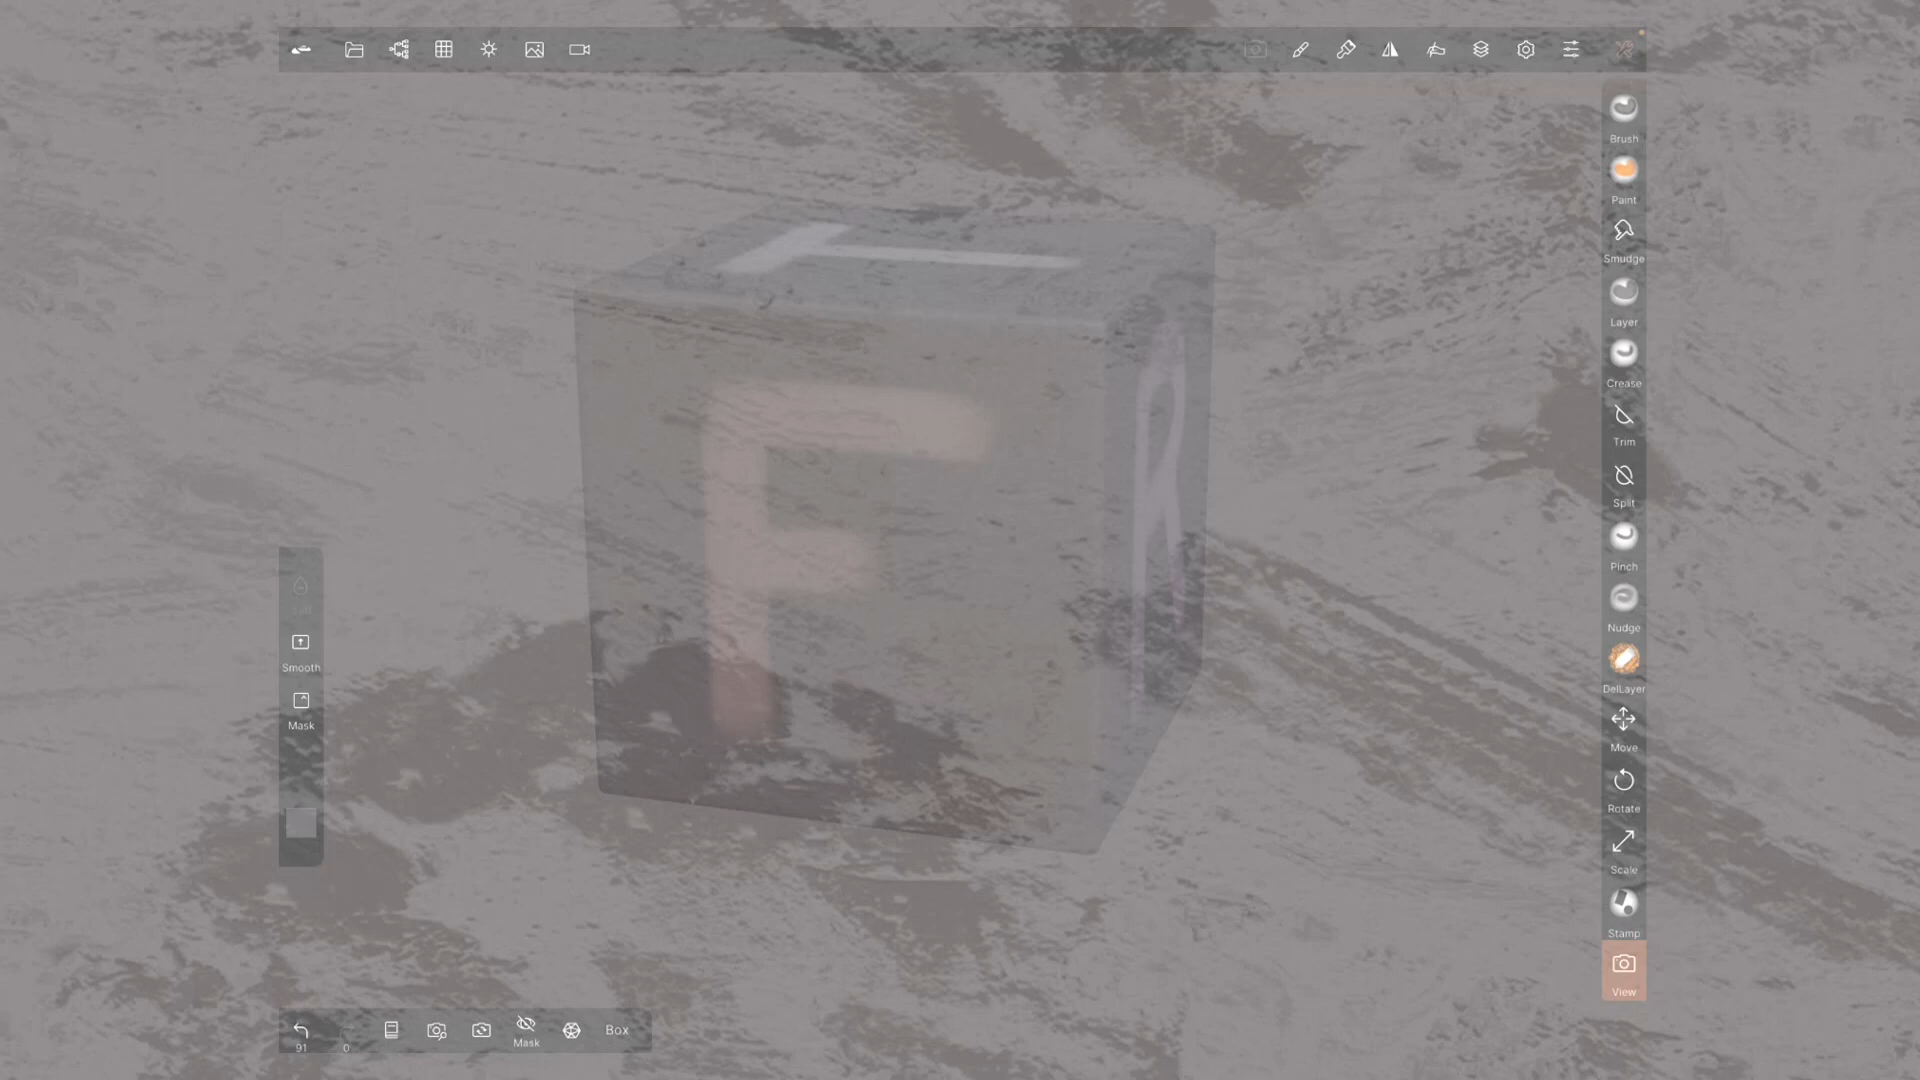 Brush
Paint
Smudge
Layer
Crease
Trim
Split
Pinch
Nudge
DelLayer
Move
Rotate
Scale
Stamp
View
Smooth
Mask
T
F
R
91
0
Mask
Box